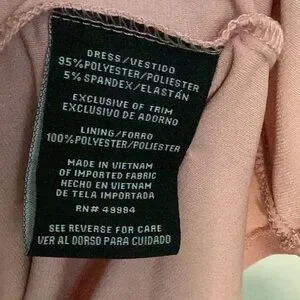 DRESS/VESTIDO
95%POLYESTER/POLIESTER
5% SPANDEX/ELASTÁN
EXCLUSIVE OF TRIM
EXCLUSIVO DE ADORNO
LINING/FORRO
100%POLYESTER/POLIESTER
MADE IN VIETNAM
OF IMPORTED FABRIC
HECHO EN VIETNAM
DE TELA IMPORTADA
RN# 49994
SEE REVERSE FOR CARE
VER AL DORSO PARA CUIDADO